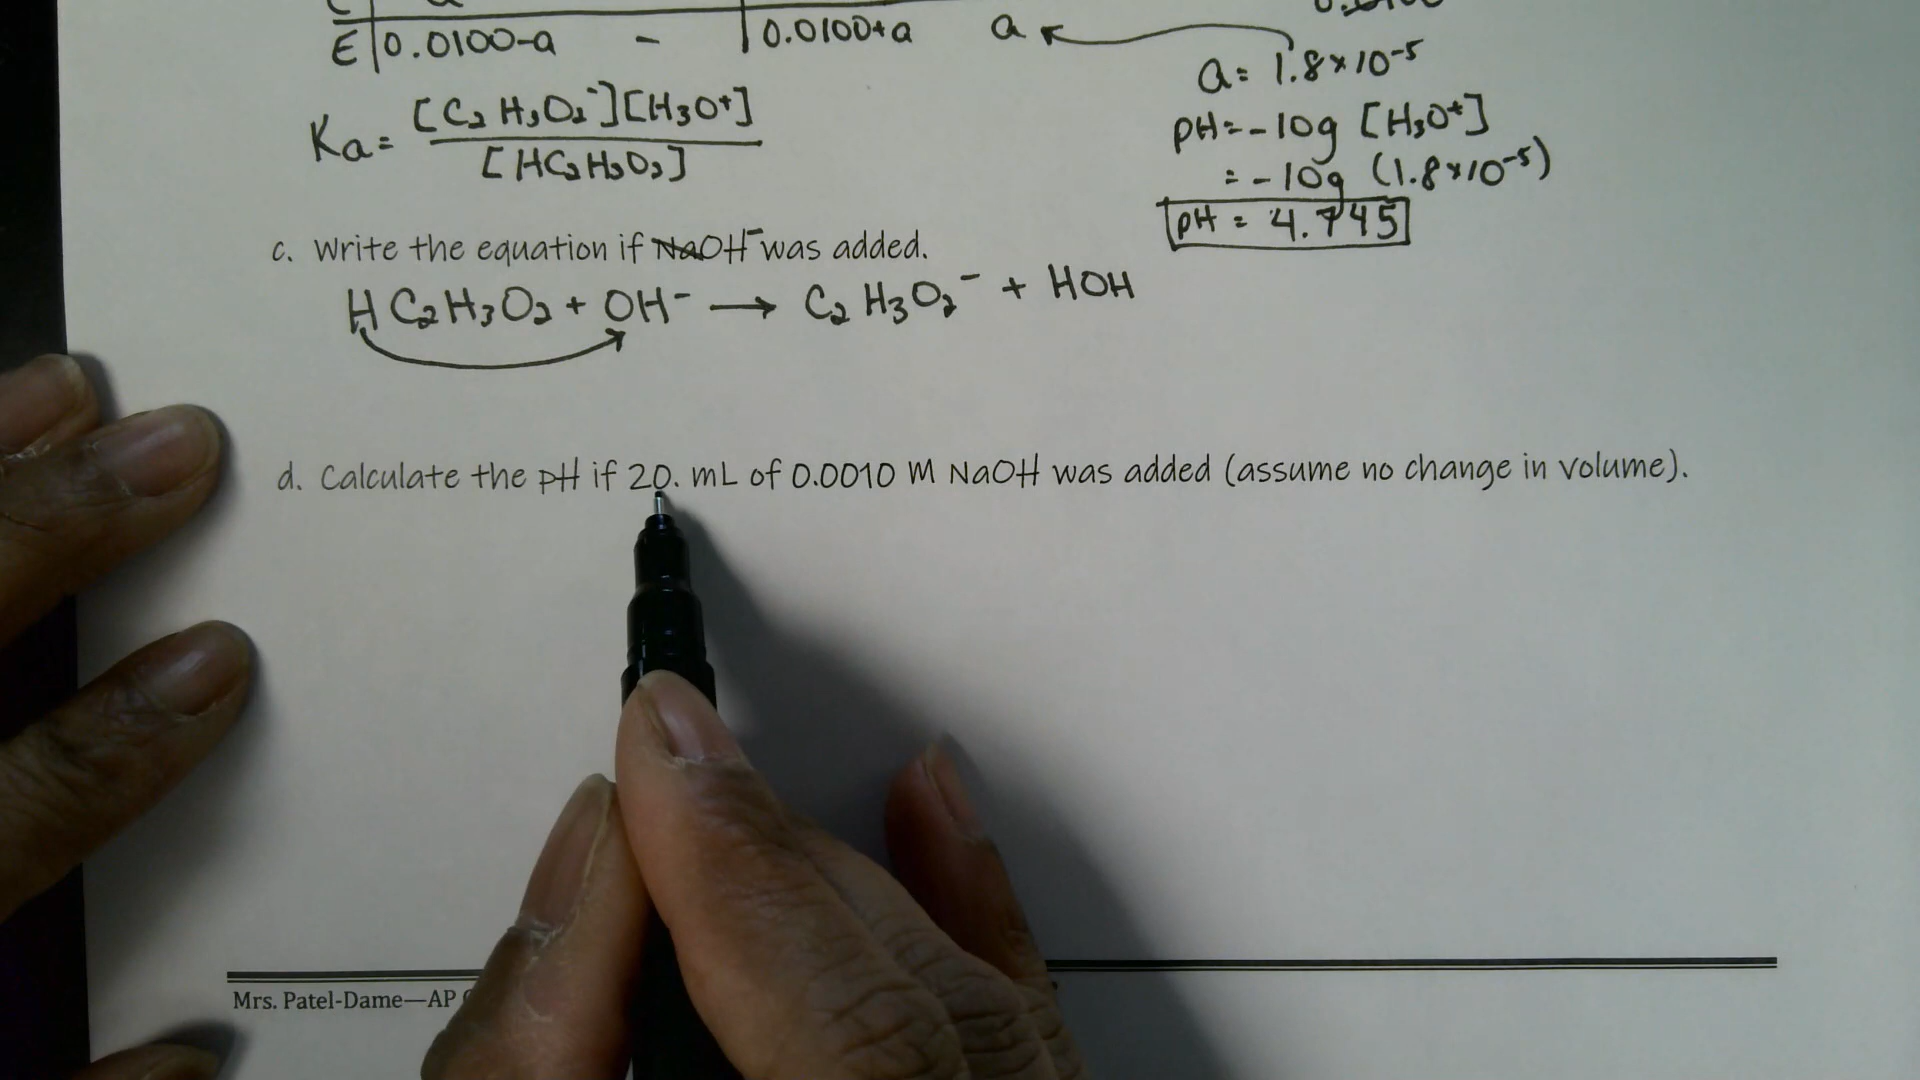 E 0.0100-a - 0.0100+a a
a = 1.8×10⁻⁵
Ka = [C₂H₃O₂⁻][H₃O⁺] / [HC₂H₃O₂]
pH = -log [H₃O⁺]
= -log (1.8×10⁻⁵)
pH = 4.745
c. Write the equation if NaOH⁻ was added.
HC₂H₃O₂ + OH⁻ → C₂H₃O₂⁻ + HOH
d. Calculate the pH if 20. mL of 0.0010 M NaOH was added (assume no change in volume).
Mrs. Patel-Dame—AP